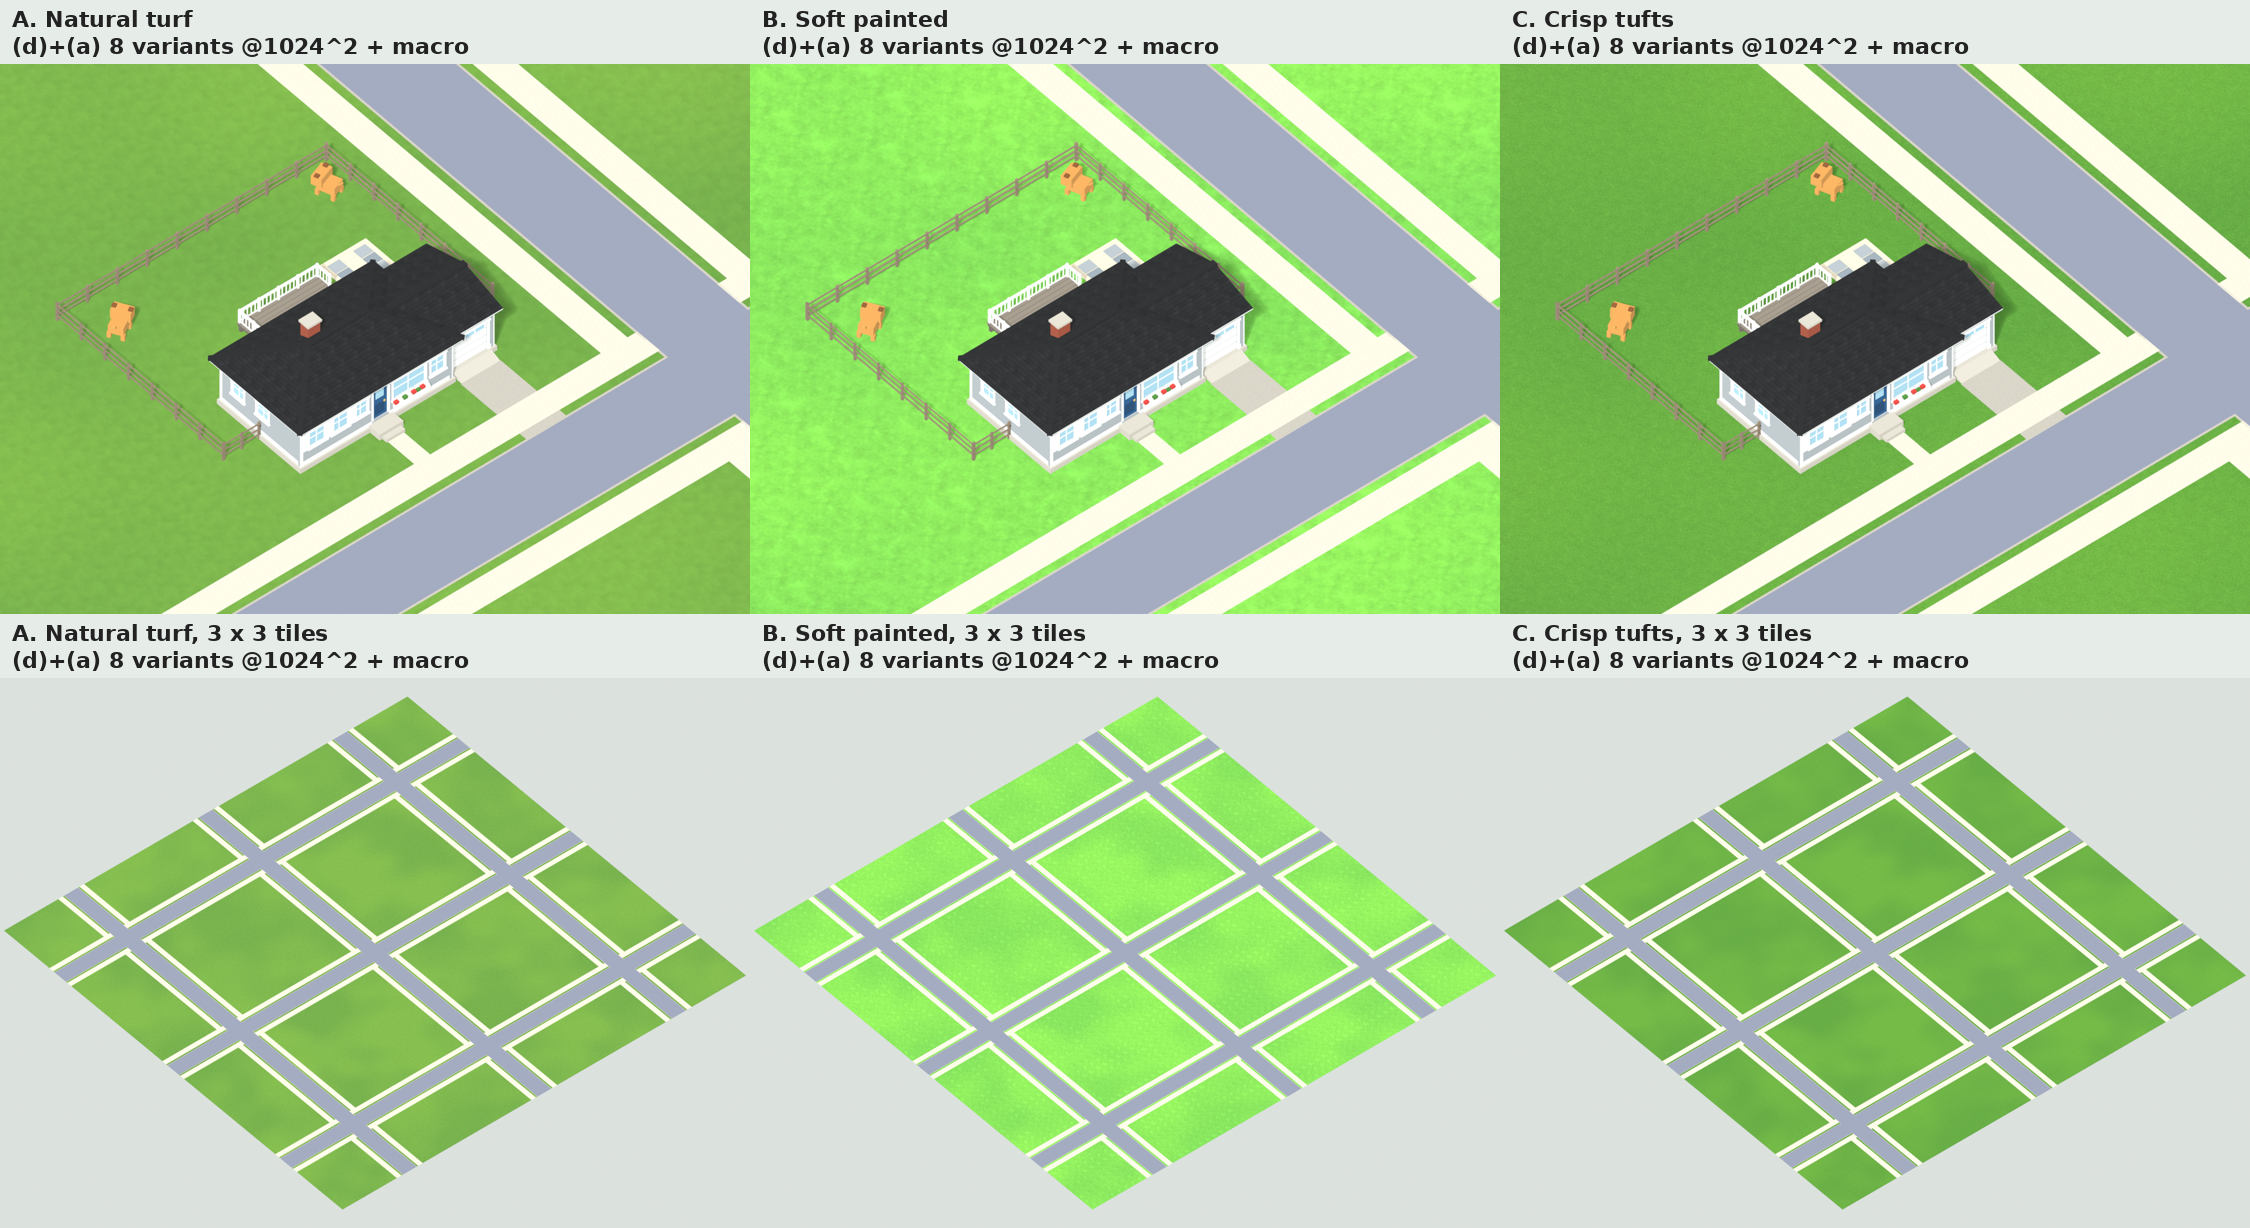 A. Natural turf
(d)+(a) 8 variants @1024^2 + macro
B. Soft painted
(d)+(a) 8 variants @1024^2 + macro
C. Crisp tufts
(d)+(a) 8 variants @1024^2 + macro
A. Natural turf, 3 x 3 tiles
(d)+(a) 8 variants @1024^2 + macro
B. Soft painted, 3 x 3 tiles
(d)+(a) 8 variants @1024^2 + macro
C. Crisp tufts, 3 x 3 tiles
(d)+(a) 8 variants @1024^2 + macro